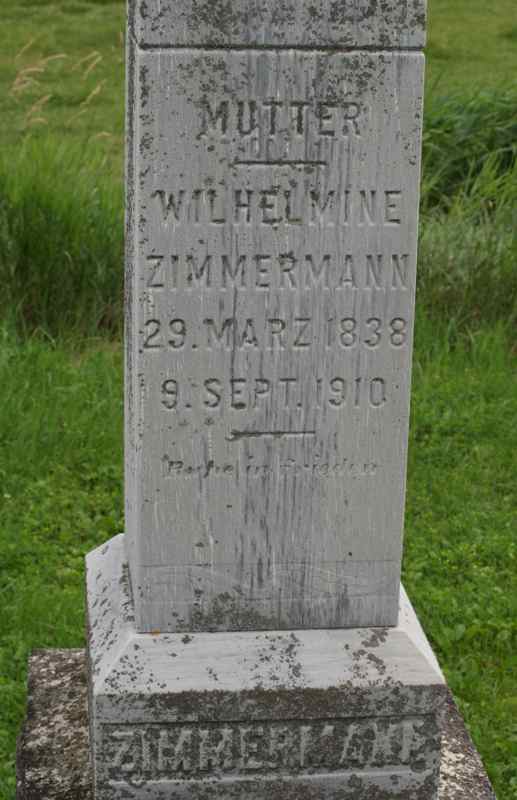 MUTTER
WILHELMINE
ZIMMERMANN
29. MARZ 1838
9. SEPT. 1910
Ruhe in Frieden
ZIMMERMANN